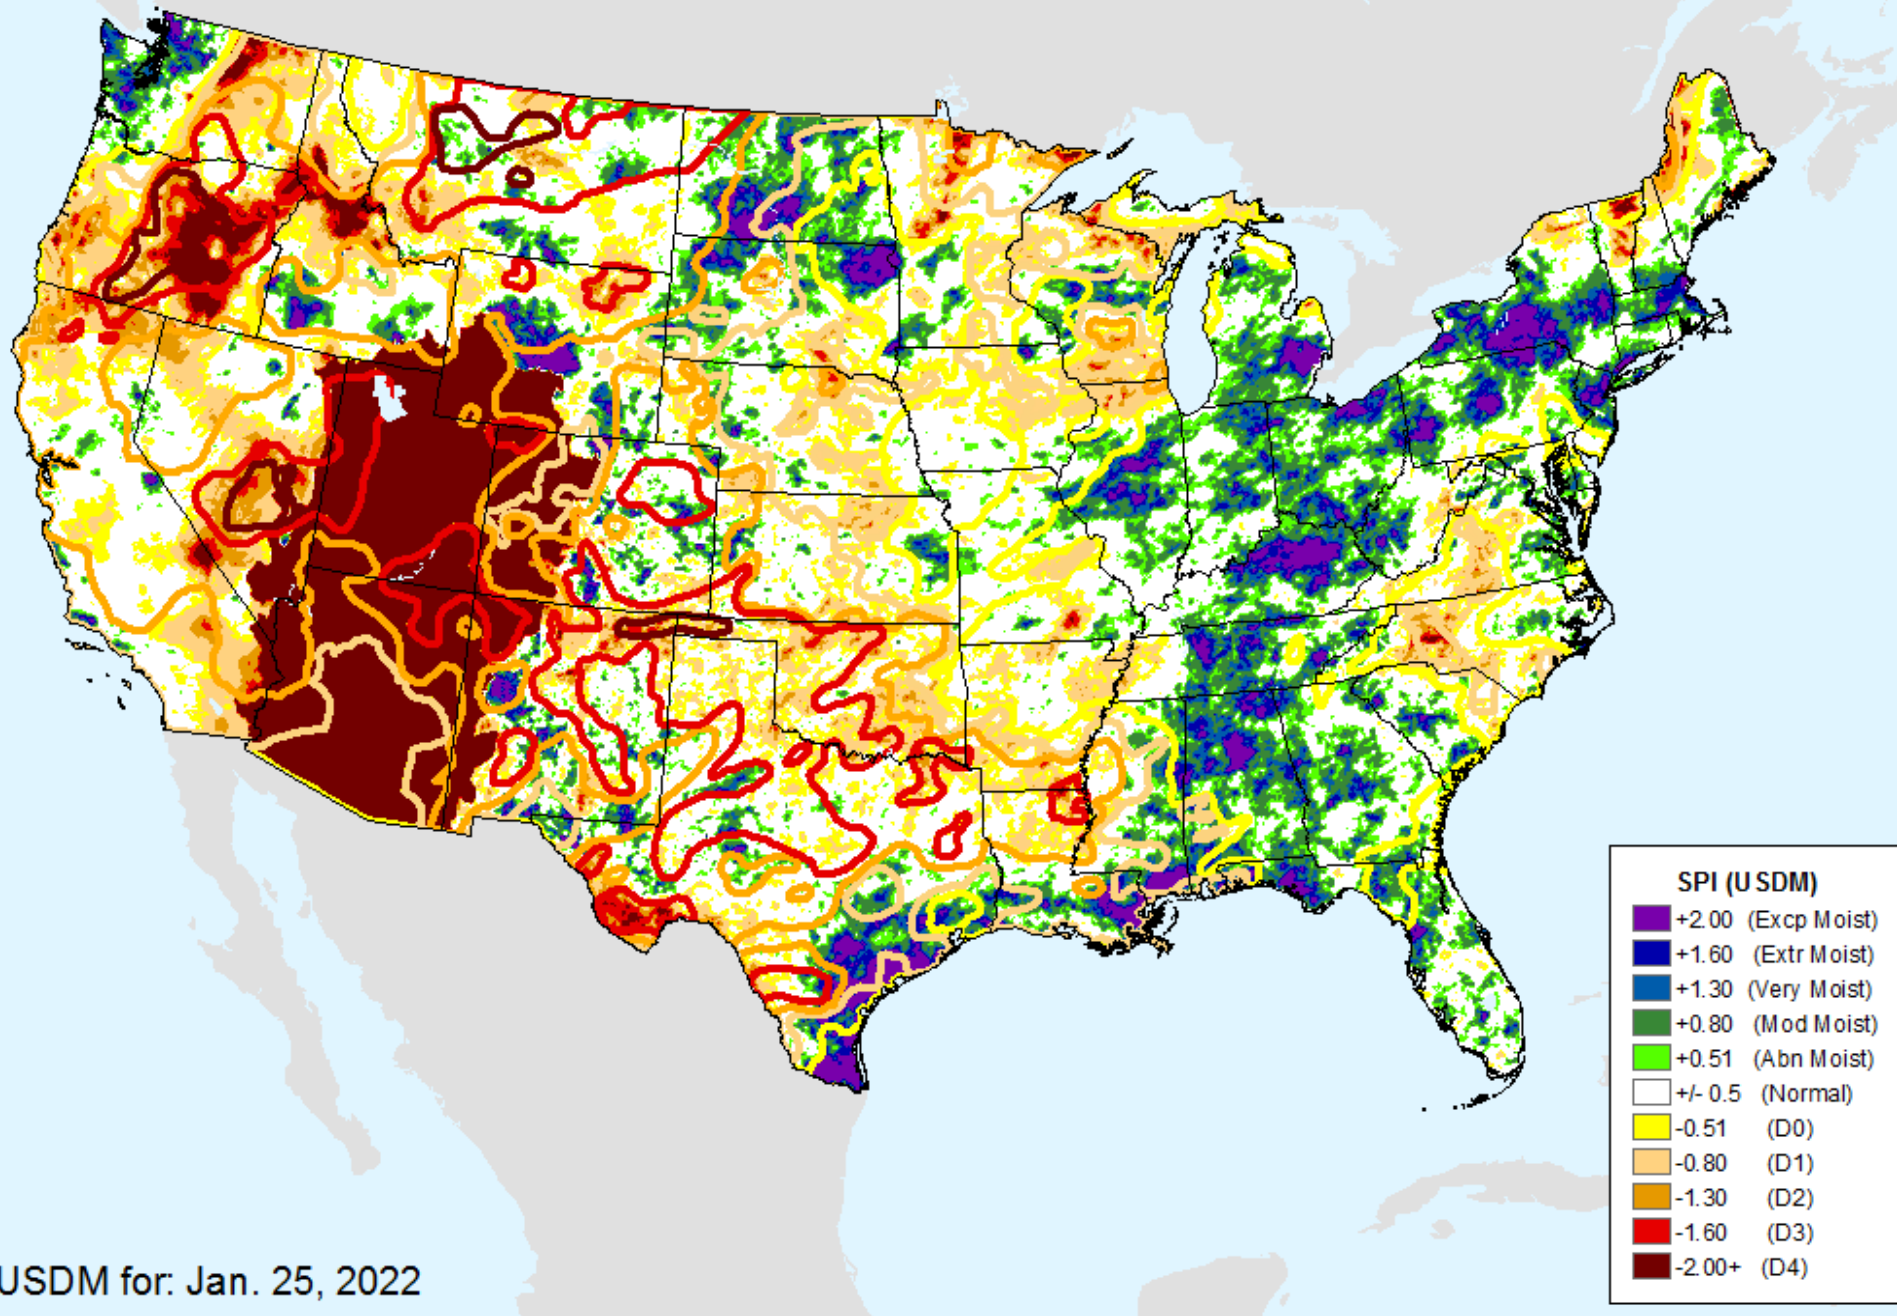 SPI (USDM)
+2.00 (Excp Moist)
+1.60 (Extr Moist)
+1.30 (Very Moist)
+0.80 (Mod Moist)
+0.51 (Abn Moist)
+/- 0.5 (Normal)
-0.51 (D0)
-0.80 (D1)
-1.30 (D2)
-1.60 (D3)
-2.00+ (D4)
USDM for: Jan. 25, 2022